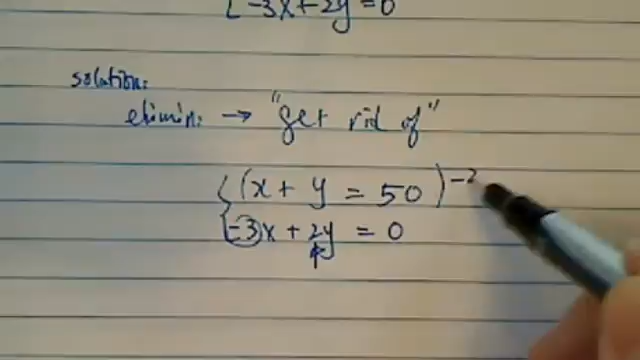 {-3x+2y=0
solution:
elimin: → "get rid of"
{(x + y = 50)-2
-3x + 2y = 0